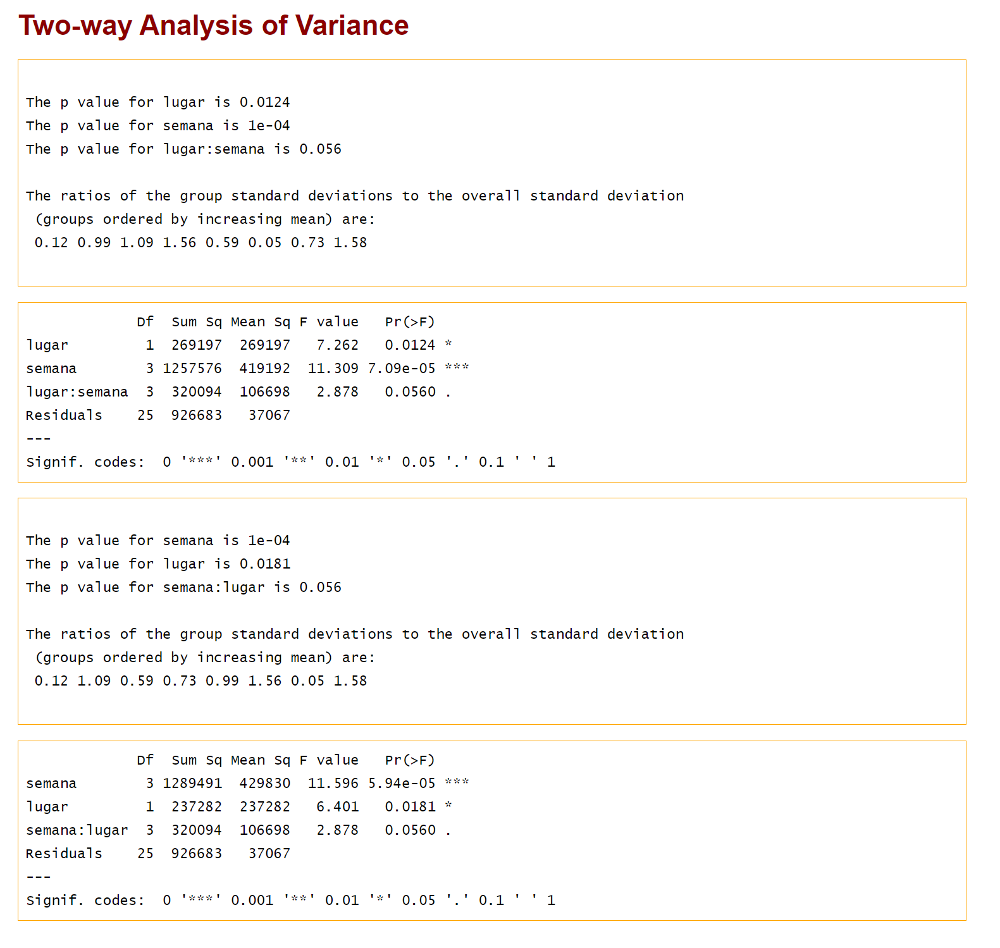 Two-way Analysis of Variance
The p value for lugar is 0.0124
The p value for semana is 1e-04
The p value for lugar:semana is 0.056
The ratios of the group standard deviations to the overall standard deviation
(groups ordered by increasing mean) are:
0.12 0.99 1.09 1.56 0.59 0.05 0.73 1.58
Df Sum Sq Mean Sq F value Pr(>F)
lugar 1 269197 269197 7.262 0.0124 *
semana 3 1257576 419192 11.309 7.09e-05 ***
lugar:semana 3 320094 106698 2.878 0.0560 .
Residuals 25 926683 37067
---
Signif. codes: 0 '***' 0.001 '**' 0.01 '*' 0.05 '.' 0.1 ' ' 1
The p value for semana is 1e-04
The p value for lugar is 0.0181
The p value for semana:lugar is 0.056
The ratios of the group standard deviations to the overall standard deviation
(groups ordered by increasing mean) are:
0.12 1.09 0.59 0.73 0.99 1.56 0.05 1.58
Df Sum Sq Mean Sq F value Pr(>F)
semana 3 1289491 429830 11.596 5.94e-05 ***
lugar 1 237282 237282 6.401 0.0181 *
semana:lugar 3 320094 106698 2.878 0.0560 .
Residuals 25 926683 37067
---
Signif. codes: 0 '***' 0.001 '**' 0.01 '*' 0.05 '.' 0.1 ' ' 1